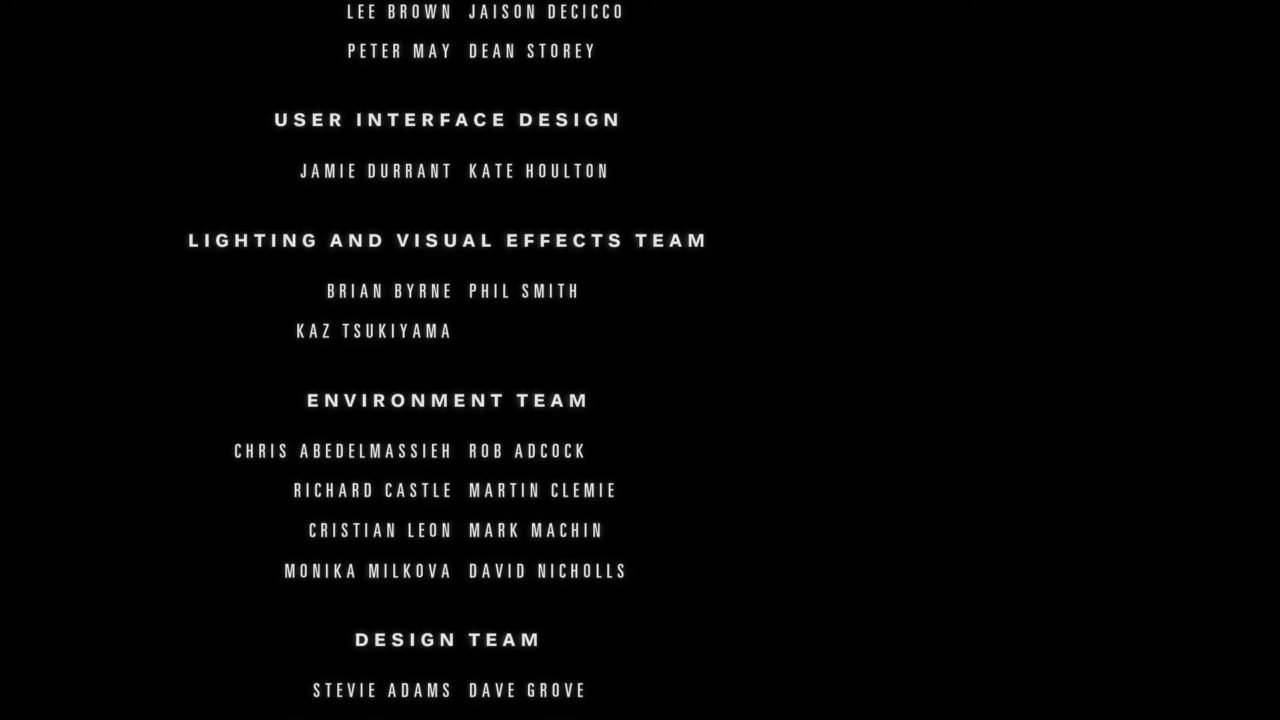 LEE BROWN JAISON DECICCO
PETER MAY DEAN STOREY
USER INTERFACE DESIGN
JAMIE DURRANT KATE HOULTON
LIGHTING AND VISUAL EFFECTS TEAM
BRIAN BYRNE PHIL SMITH
KAZ TSUKIYAMA
ENVIRONMENT TEAM
CHRIS ABEDELMASSIEH ROB ADCOCK
RICHARD CASTLE MARTIN CLEMIE
CRISTIAN LEON MARK MACHIN
MONIKA MILKOVA DAVID NICHOLLS
DESIGN TEAM
STEVIE ADAMS DAVE GROVE